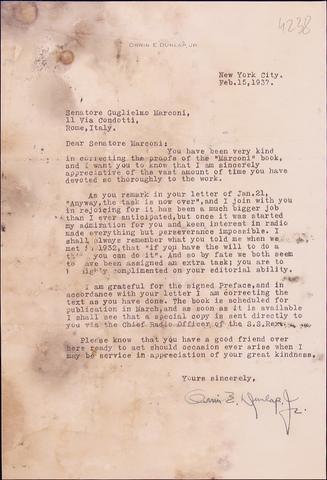 4238
ORRIN E. DUNLAP, JR.
New York City.
Feb.15,1937.
Senatore Guglielmo Marconi,
11 Via Condotti,
Rome,Italy.
Dear Senatore Marconi:
You have been very kind
in correcting the proofs of the "Marconi" book,
and I want you to know that I am sincerely
appreciative of the vast amount of time you have
devoted so thoroughly to the work.
As you remark in your letter of Jan.21,
"Anyway,the task is now over",and I join with you
in rejoicing for it has been a much bigger job
than I ever anticipated,but once it was started
my admiration for you and keen interest in radio
made everything but perseverance impossible. I
shall always remember what you told me when we
met 1932,that "if you have the will to do a
you can do it". And so by fate we both seem
to have been assigned an extra task; you are to
highly complimented on your editorial ability.
I am grateful for the signed Preface,and in
accordance with your letter I am correcting the
text as you have done. The book is scheduled for
publication in March,and as soon as it is available
I shall see that a special copy is sent directly to
you via the Chief Radio Officer of the S.S.Rex.
Please know that you have a good friend over
here ready to act should occasion ever arise when I
may be service in appreciation of your great kindness.
Yours sincerely,
Orrin E. Dunlap, Jr.